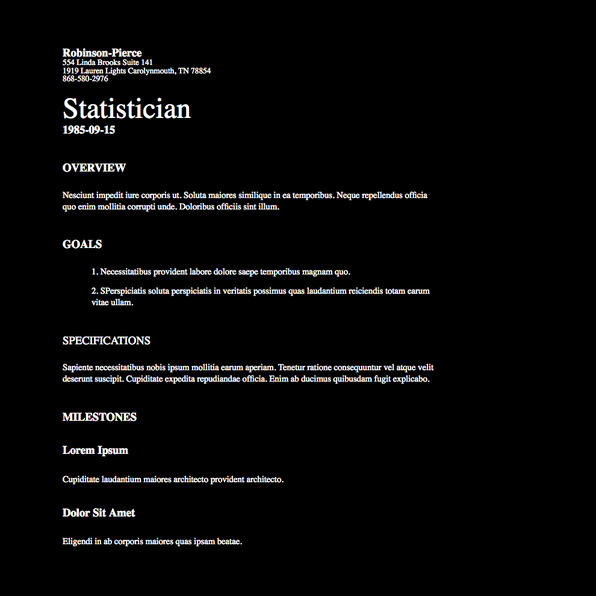 Robinson-Pierce
554 Linda Brooks Suite 141
1919 Lauren Lights Carolynmouth, TN 78854
868-580-2976
Statistician
1985-09-15
OVERVIEW
Nesciunt impedit iure corporis ut. Soluta maiores similique in ea temporibus. Neque repellendus officia
quo enim mollitia corrupti unde. Doloribus officiis sint illum.
GOALS
1. Necessitatibus provident labore dolore saepe temporibus magnam quo.
2. SPerspiciatis soluta perspiciatis in veritatis possimus quas laudantium reiciendis totam earum
vitae ullam.
SPECIFICATIONS
Sapiente necessitatibus nobis ipsum mollitia earum aperiam. Tenetur ratione consequuntur vel atque velit
deserunt suscipit. Cupiditate expedita repudiandae officia. Enim ab ducimus quibusdam fugit explicabo.
MILESTONES
Lorem Ipsum
Cupiditate laudantium maiores architecto provident architecto.
Dolor Sit Amet
Eligendi in ab corporis maiores quas ipsam beatae.